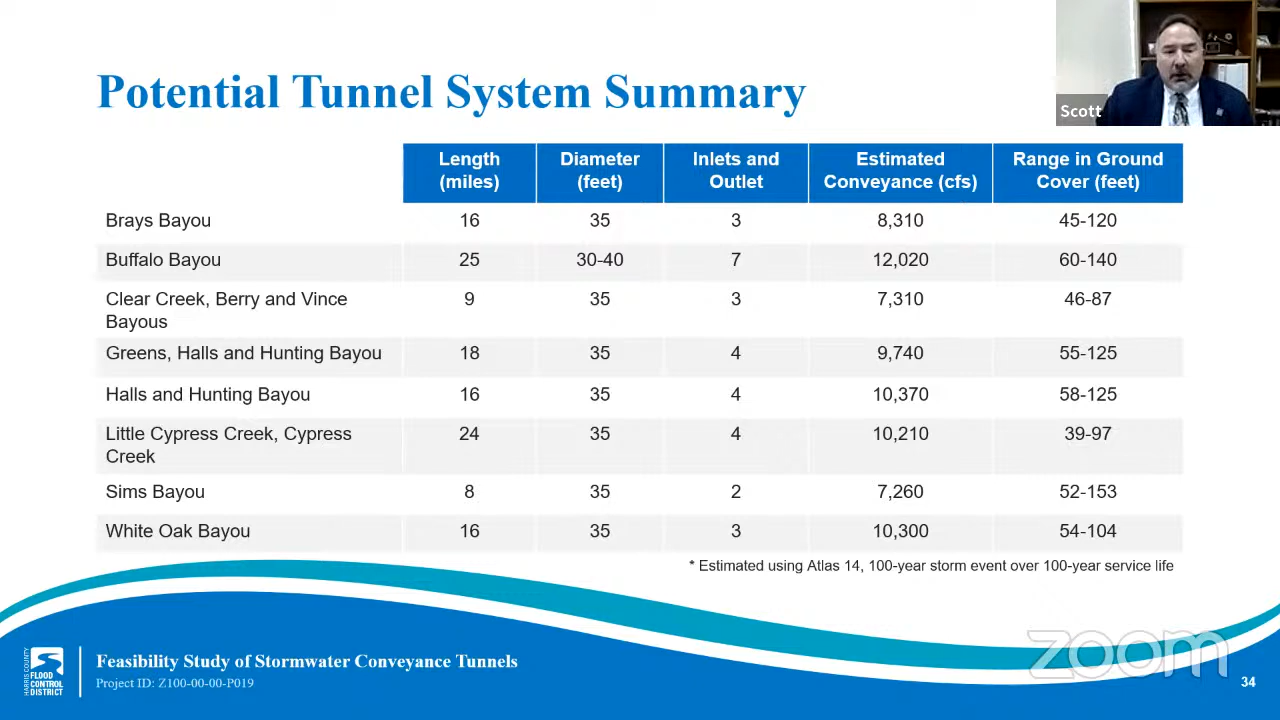 Potential Tunnel System Summary
Scott
Length (miles) Diameter (feet) Inlets and Outlet Estimated Conveyance (cfs) Range in Ground Cover (feet)
Brays Bayou 16 35 3 8,310 45-120
Buffalo Bayou 25 30-40 7 12,020 60-140
Clear Creek, Berry and Vince Bayous 9 35 3 7,310 46-87
Greens, Halls and Hunting Bayou 18 35 4 9,740 55-125
Halls and Hunting Bayou 16 35 4 10,370 58-125
Little Cypress Creek, Cypress Creek 24 35 4 10,210 39-97
Sims Bayou 8 35 2 7,260 52-153
White Oak Bayou 16 35 3 10,300 54-104
* Estimated using Atlas 14, 100-year storm event over 100-year service life
HARRIS COUNTY
FLOOD
CONTROL
DISTRICT
Feasibility Study of Stormwater Conveyance Tunnels
Project ID: Z100-00-00-P019
zoom
34